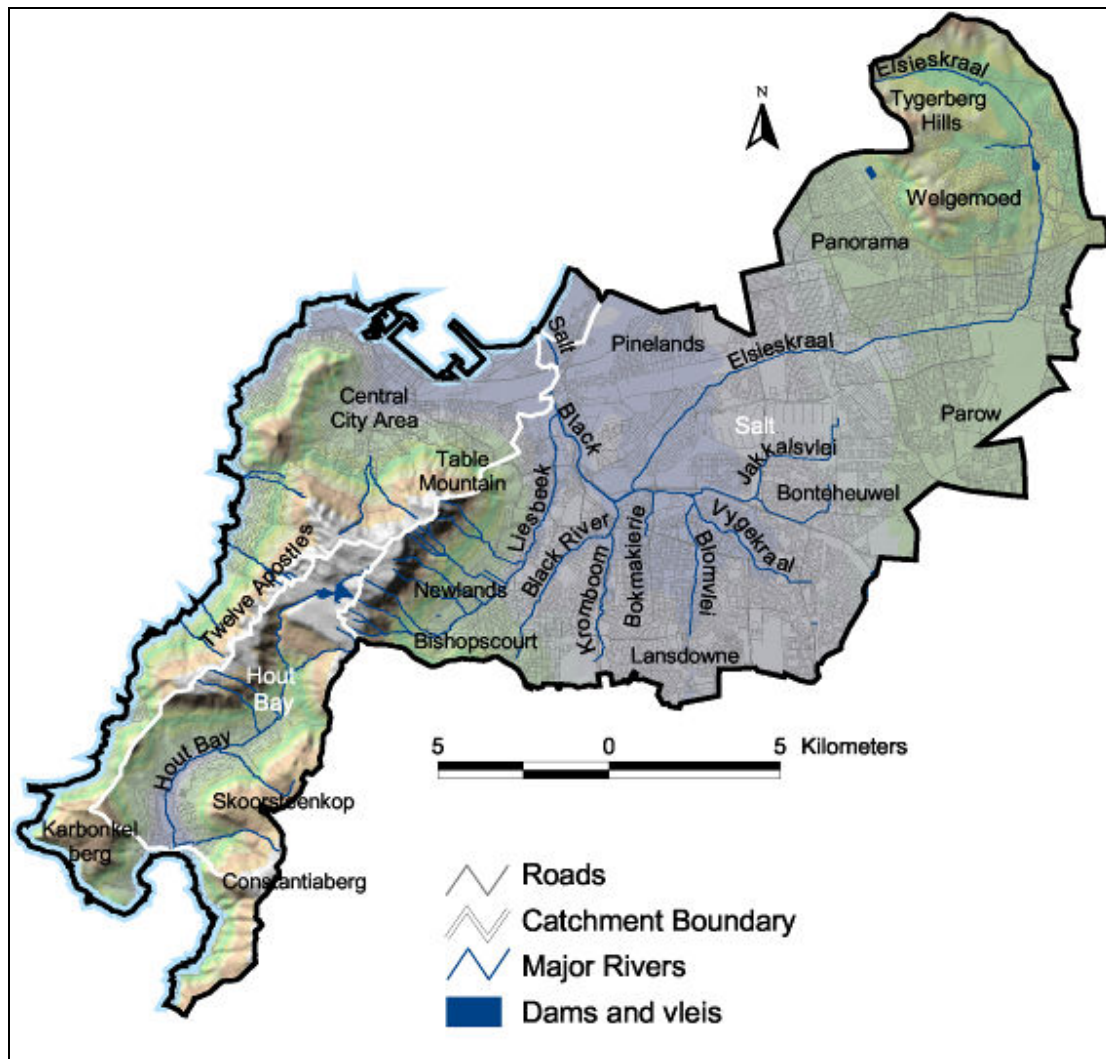 Elsieskraal
Tygerberg
Hills
N
Welgemoed
Panorama
Salt
Pinelands
Elsieskraal
Central
City Area
Black
Salt
Parow
Jakkalsvlei
Table
Mountain
Bonteheuwel
Liesbeek
Vygekraal
Black River
Bokmakierie
Blomvlei
Kromboom
Twelve Apostles
Newlands
Bishopscourt
Lansdowne
Hout
Bay
Hout Bay
5 0 5 Kilometers
Skoorsteenkop
Karbonkel
berg
Constantiaberg
Roads
Catchment Boundary
Major Rivers
Dams and vleis